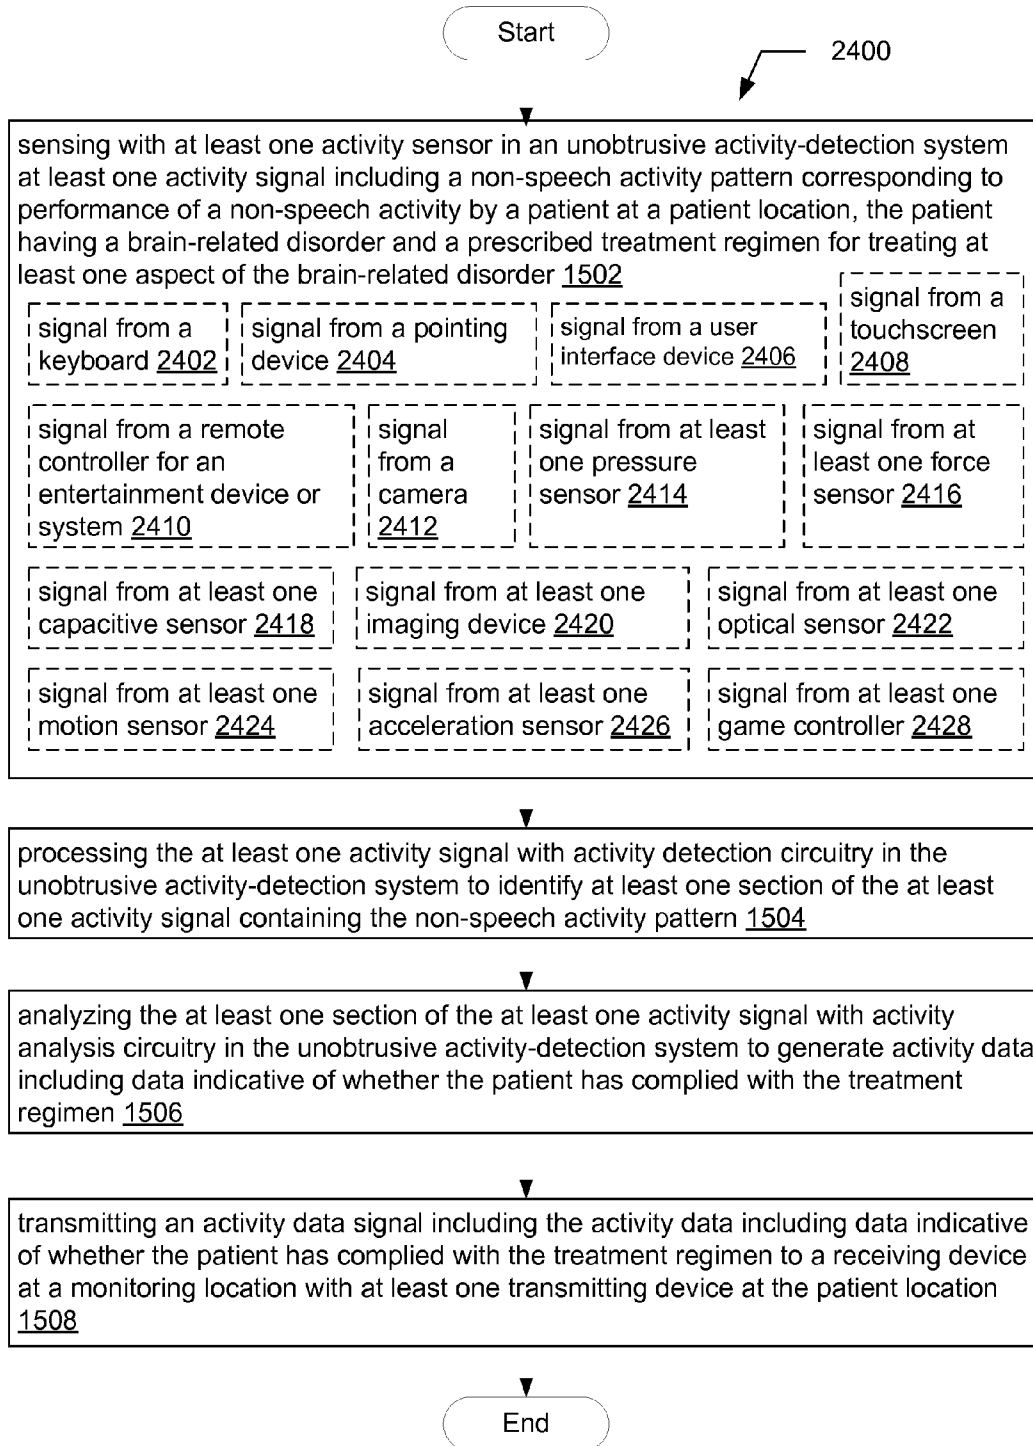 Start
2400
sensing with at least one activity sensor in an unobtrusive activity-detection system
at least one activity signal including a non-speech activity pattern corresponding to
performance of a non-speech activity by a patient at a patient location, the patient
having a brain-related disorder and a prescribed treatment regimen for treating at
least one aspect of the brain-related disorder 1502
signal from a
keyboard 2402
signal from a pointing
device 2404
signal from a user
interface device 2406
signal from a
touchscreen
2408
signal from a remote
controller for an
entertainment device or
system 2410
signal
from a
camera
2412
signal from at least
one pressure
sensor 2414
signal from at
least one force
sensor 2416
signal from at least one
capacitive sensor 2418
signal from at least one
imaging device 2420
signal from at least one
optical sensor 2422
signal from at least one
motion sensor 2424
signal from at least one
acceleration sensor 2426
signal from at least one
game controller 2428
processing the at least one activity signal with activity detection circuitry in the
unobtrusive activity-detection system to identify at least one section of the at least
one activity signal containing the non-speech activity pattern 1504
analyzing the at least one section of the at least one activity signal with activity
analysis circuitry in the unobtrusive activity-detection system to generate activity data
including data indicative of whether the patient has complied with the treatment
regimen 1506
transmitting an activity data signal including the activity data including data indicative
of whether the patient has complied with the treatment regimen to a receiving device
at a monitoring location with at least one transmitting device at the patient location
1508
End